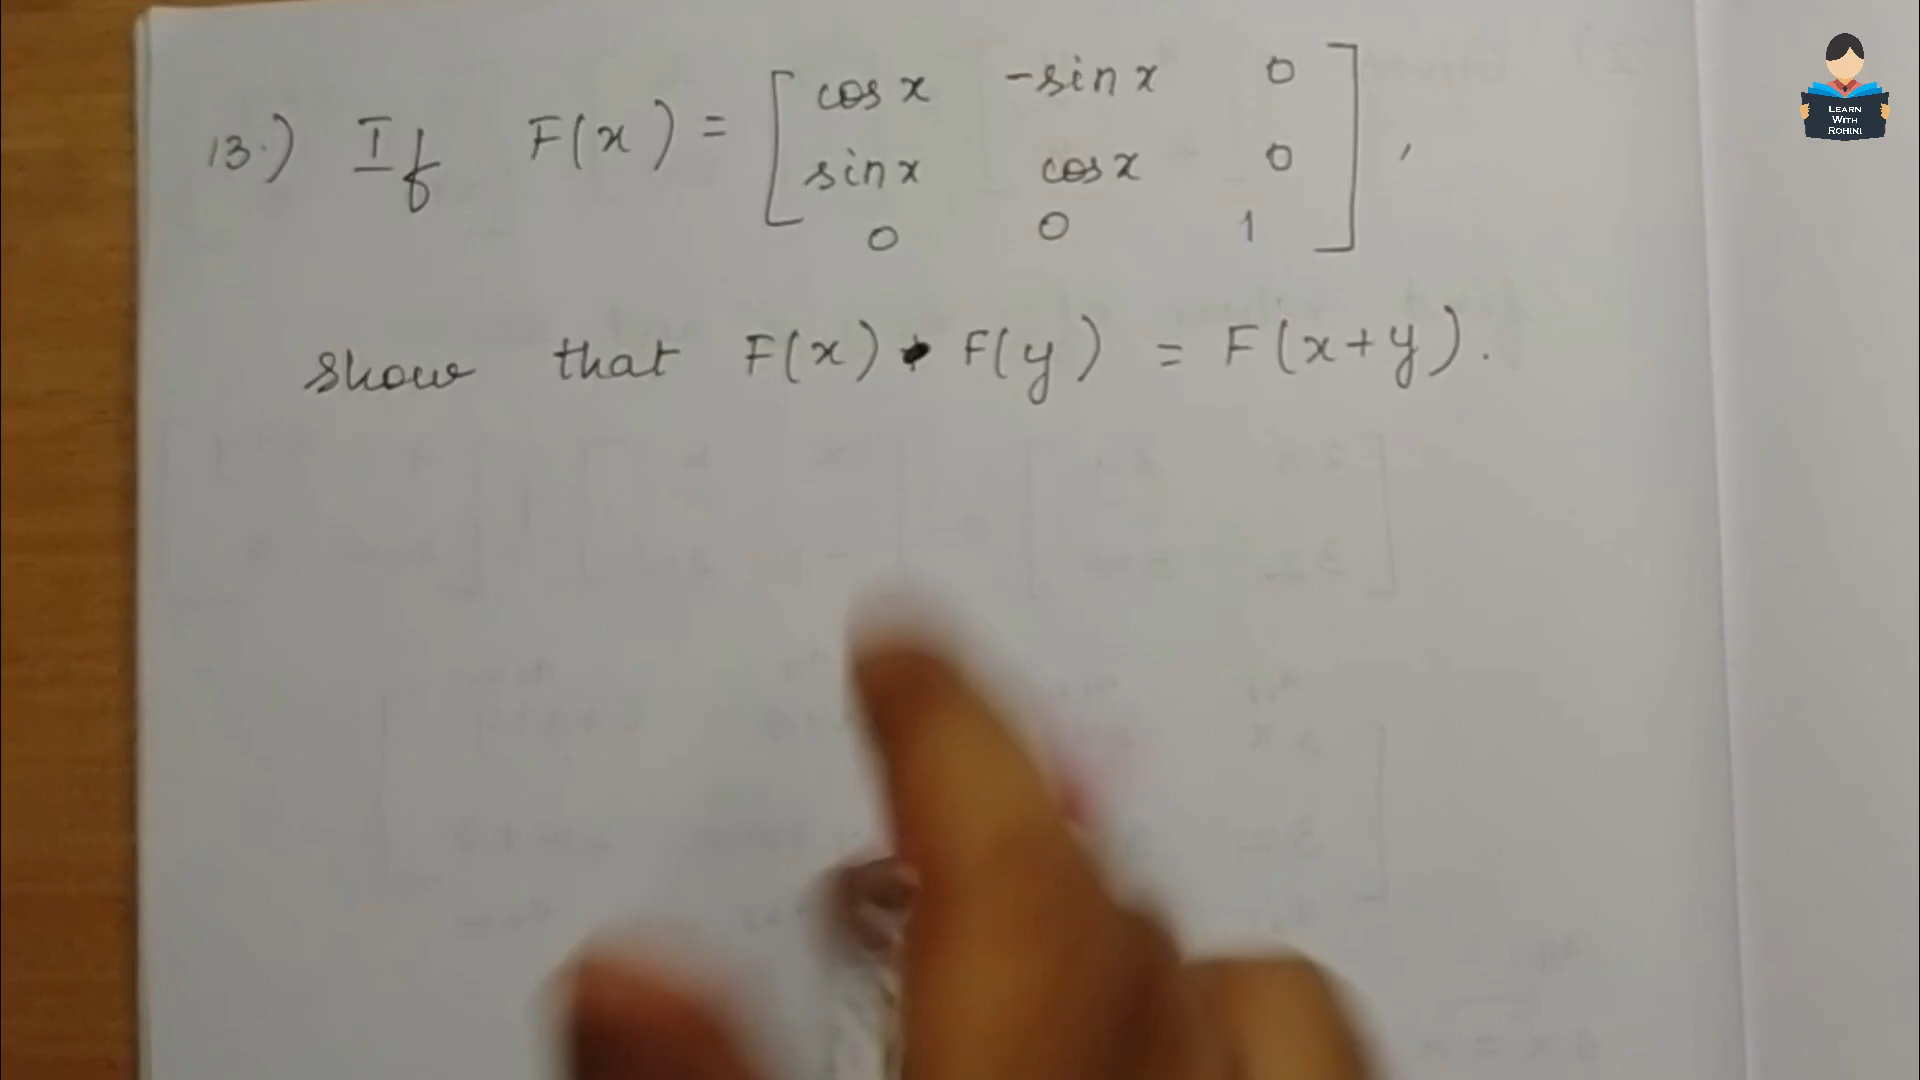 13.) If F(x) = [ cos x -sin x 0
sin x cos x 0
0 0 1 ] ,
show that F(x) • F(y) = F(x+y).
LEARN
WITH
ROHINI